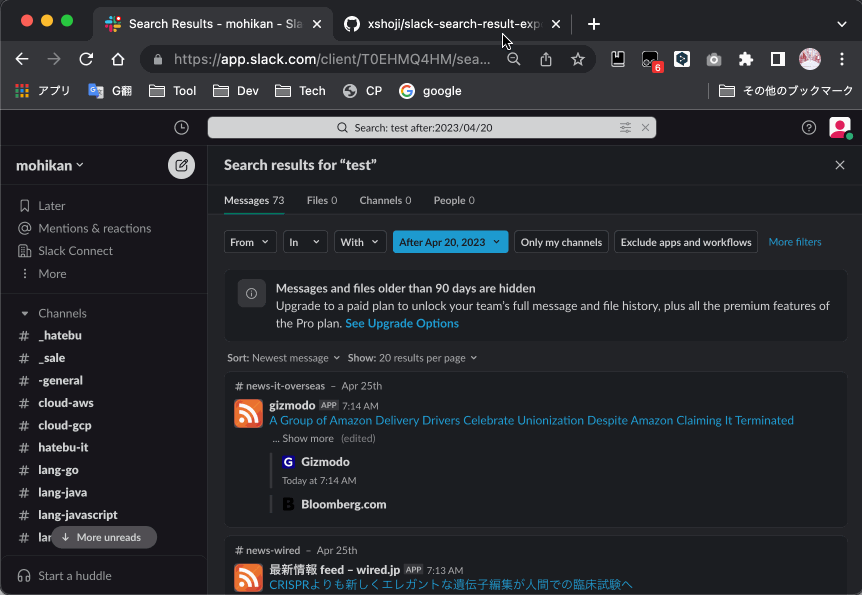 Search Results - mohikan - Sla
xshoji/slack-search-result-exp
https://app.slack.com/client/T0EHMQ4HM/sea...
6
アプリ G翻 Tool Dev Tech CP google その他のブックマーク
Search: test after:2023/04/20
mohikan
Later
Mentions & reactions
Slack Connect
More
Channels
# _hatebu
# _sale
# -general
# cloud-aws
# cloud-gcp
# hatebu-it
# lang-go
# lang-java
# lang-javascript
# lar
More unreads
Start a huddle
Search results for “test”
Messages 73 Files 0 Channels 0 People 0
From In With After Apr 20, 2023 Only my channels Exclude apps and workflows More filters
Messages and files older than 90 days are hidden
Upgrade to a paid plan to unlock your team’s full message and file history, plus all the premium features of
the Pro plan. See Upgrade Options
Sort: Newest message Show: 20 results per page
# news-it-overseas – Apr 25th
gizmodo APP 7:14 AM
A Group of Amazon Delivery Drivers Celebrate Unionization Despite Amazon Claiming It Terminated
... Show more (edited)
G Gizmodo
Today at 7:14 AM
B Bloomberg.com
# news-wired – Apr 25th
最新情報 feed – wired.jp APP 7:13 AM
CRISPRよりも新しくエレガントな遺伝子編集が人間での臨床試験へ